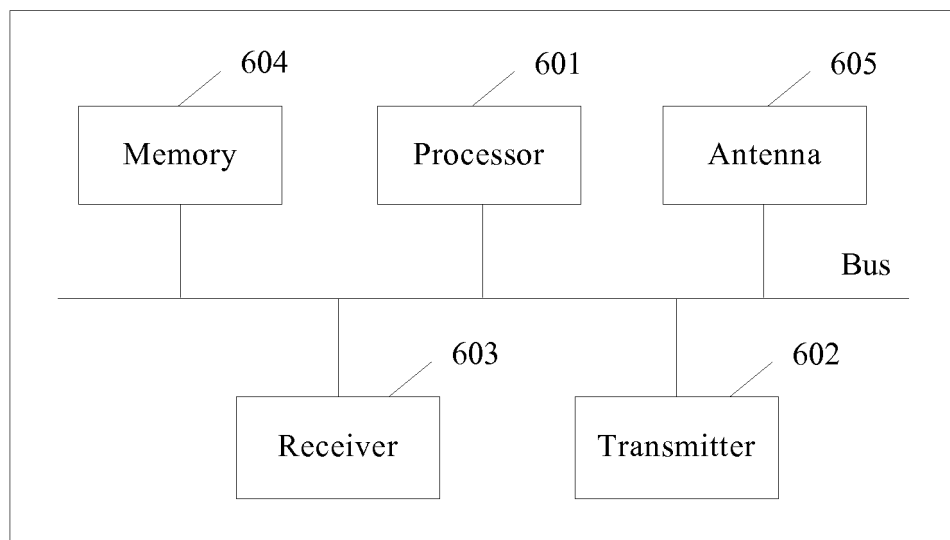 604
601
605
Memory
Processor
Antenna
Bus
603
602
Receiver
Transmitter